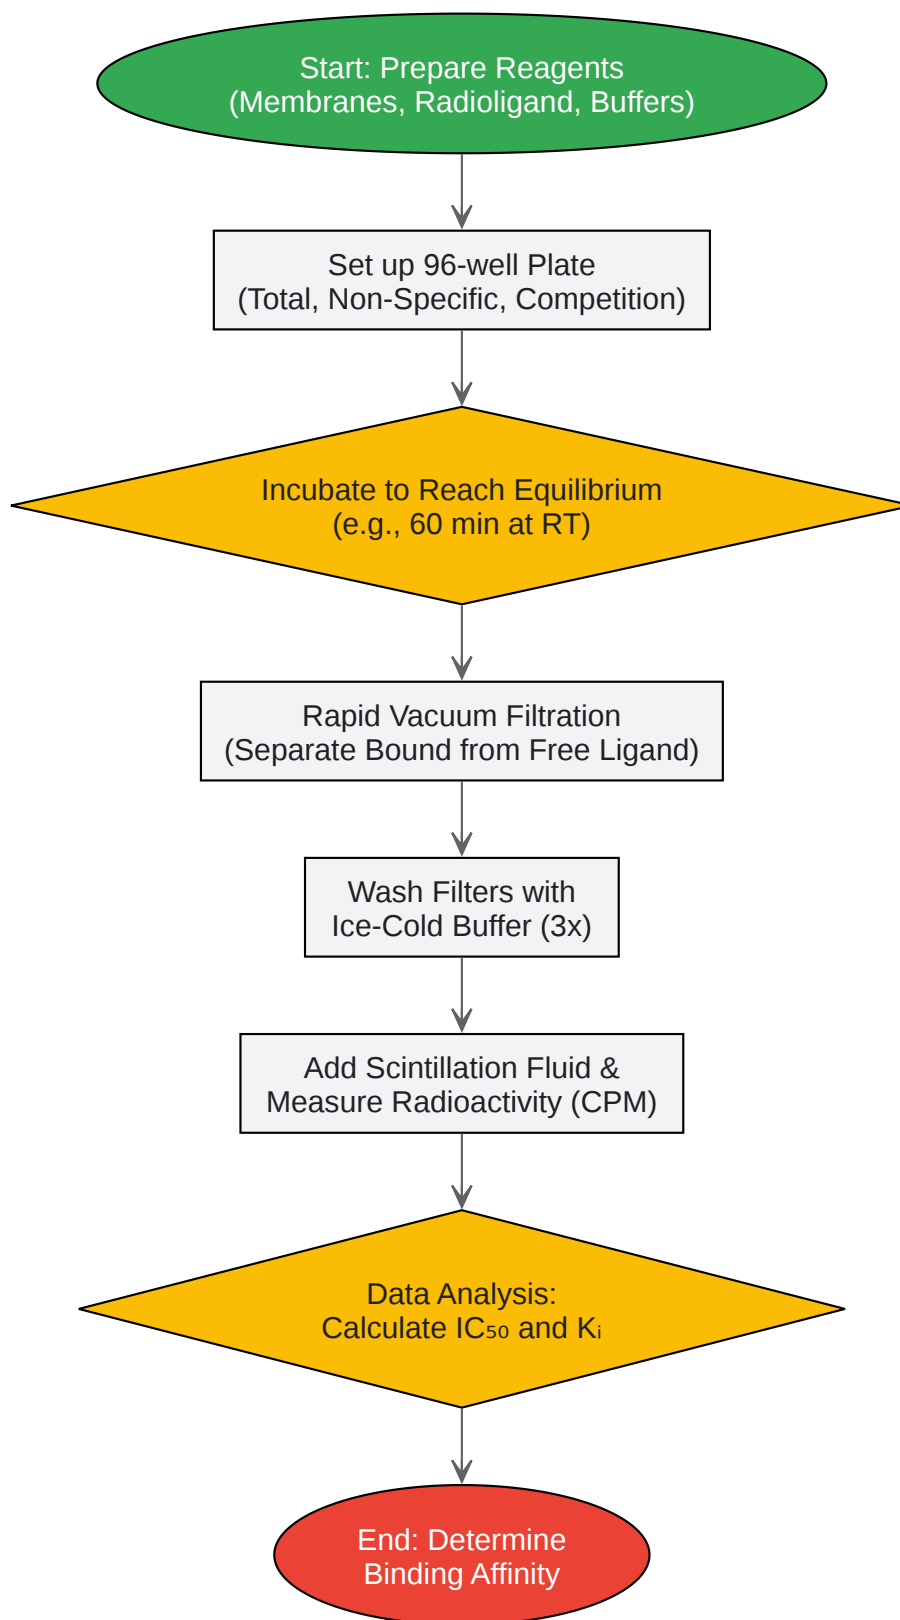 Start: Prepare Reagents
(Membranes, Radioligand, Buffers)
Set up 96-well Plate
(Total, Non-Specific, Competition)
Incubate to Reach Equilibrium
(e.g., 60 min at RT)
Rapid Vacuum Filtration
(Separate Bound from Free Ligand)
Wash Filters with
Ice-Cold Buffer (3x)
Add Scintillation Fluid &
Measure Radioactivity (CPM)
Data Analysis:
Calculate IC₅₀ and Kᵢ
End: Determine
Binding Affinity